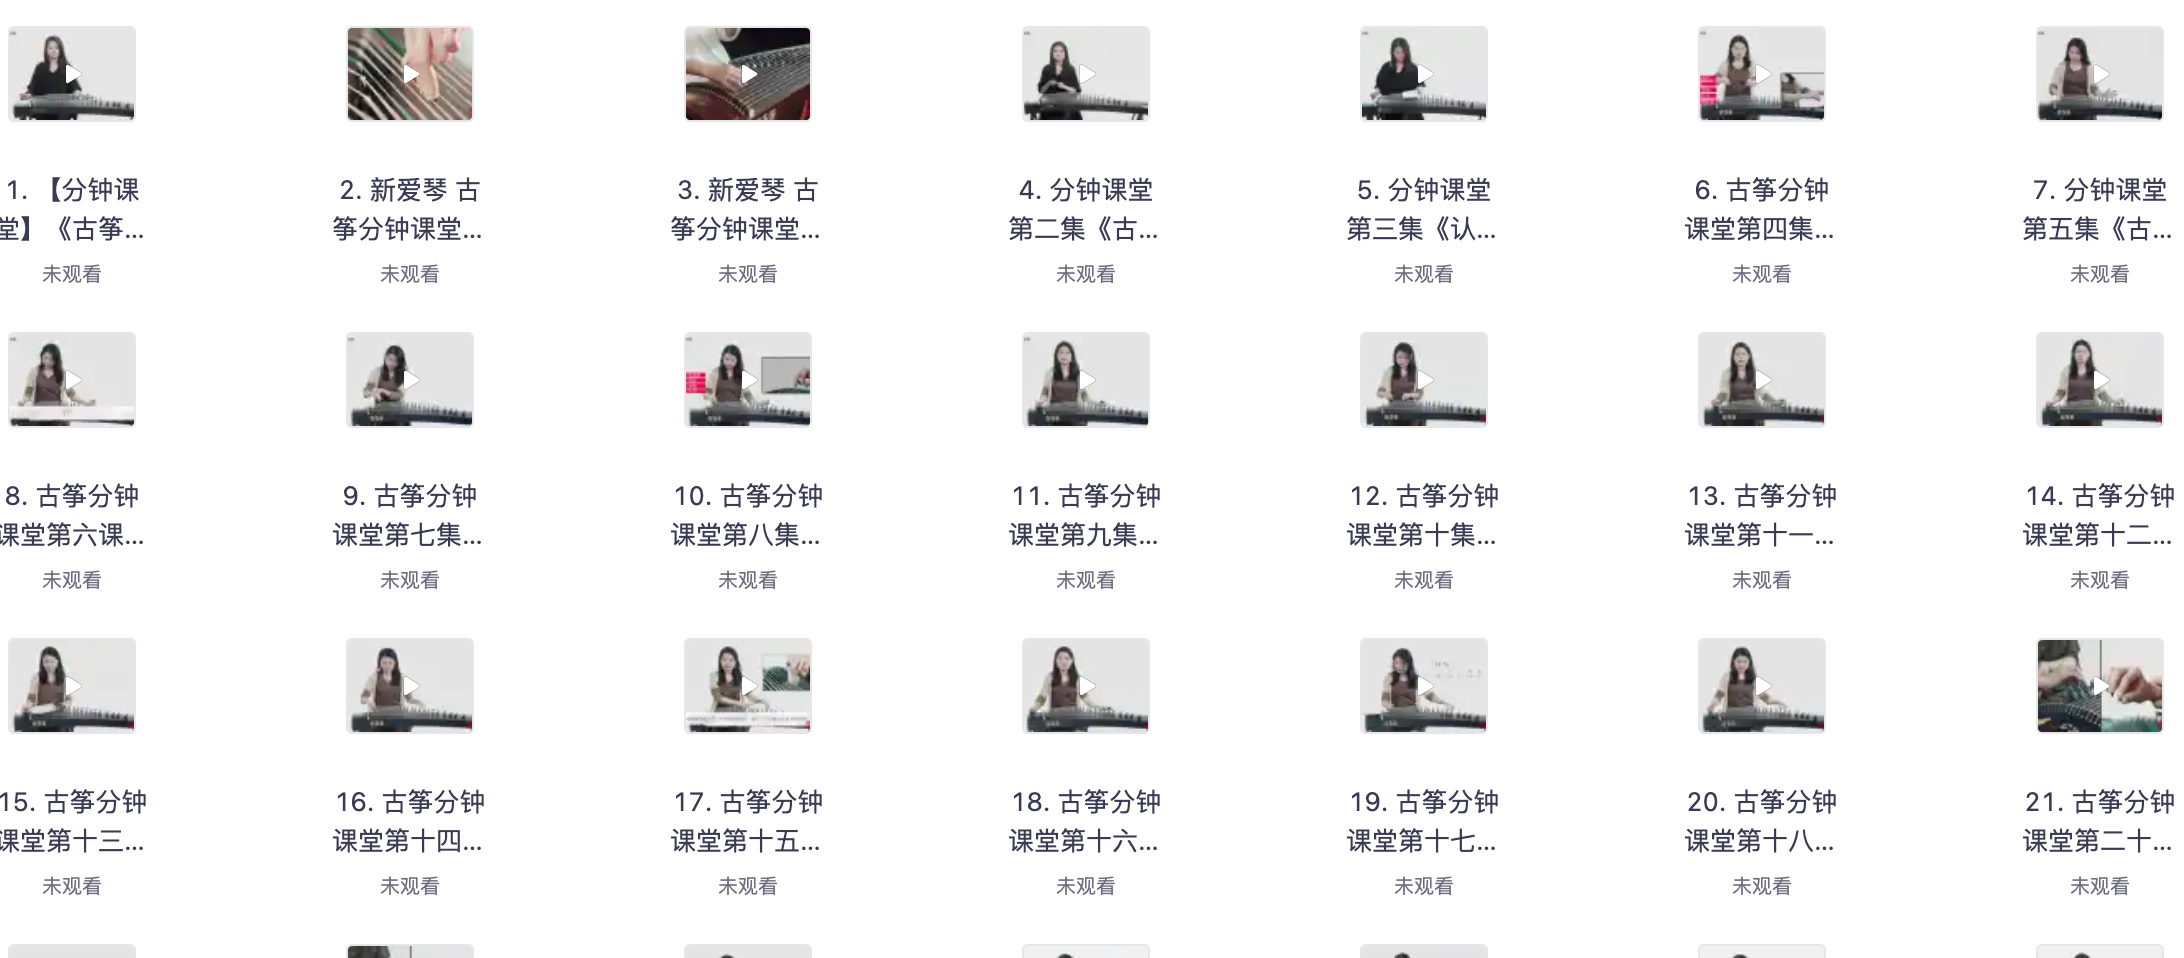 1. 【分钟课
堂】《古筝...
未观看
2. 新爱琴 古
筝分钟课堂...
未观看
3. 新爱琴 古
筝分钟课堂...
未观看
4. 分钟课堂
第二集《古...
未观看
5. 分钟课堂
第三集《认...
未观看
6. 古筝分钟
课堂第四集...
未观看
7. 分钟课堂
第五集《古...
未观看
8. 古筝分钟
课堂第六课...
未观看
9. 古筝分钟
课堂第七集...
未观看
10. 古筝分钟
课堂第八集...
未观看
11. 古筝分钟
课堂第九集...
未观看
12. 古筝分钟
课堂第十集...
未观看
13. 古筝分钟
课堂第十一...
未观看
14. 古筝分钟
课堂第十二...
未观看
15. 古筝分钟
课堂第十三...
未观看
16. 古筝分钟
课堂第十四...
未观看
17. 古筝分钟
课堂第十五...
未观看
18. 古筝分钟
课堂第十六...
未观看
19. 古筝分钟
课堂第十七...
未观看
20. 古筝分钟
课堂第十八...
未观看
21. 古筝分钟
课堂第二十...
未观看